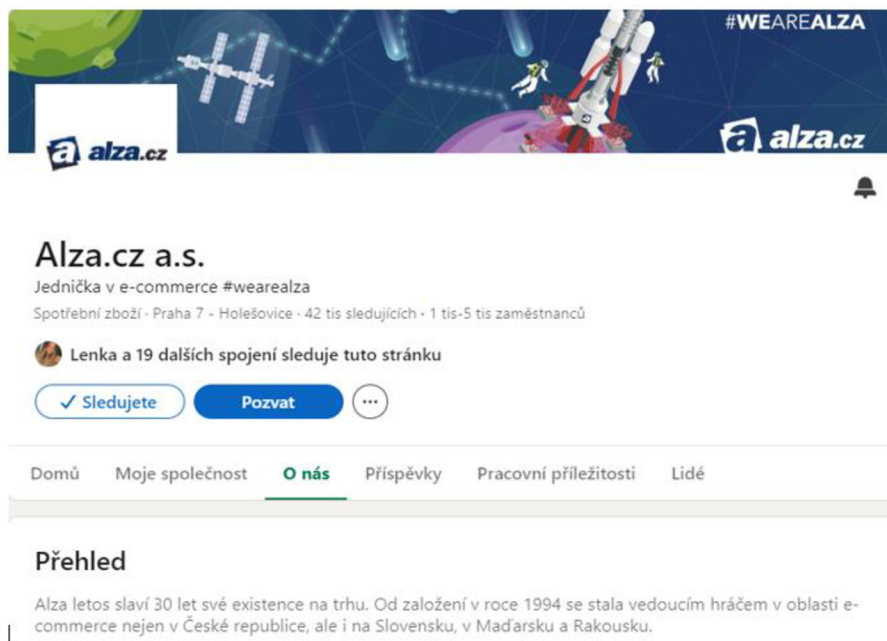 #WEAREALZA
a alza.cz
a alza.cz
Alza.cz a.s.
Jednička v e-commerce #wearealza
Spotřební zboží · Praha 7 - Holešovice · 42 tis sledujících · 1 tis-5 tis zaměstnanců
Lenka a 19 dalších spojení sleduje tuto stránku
✓ Sledujete Pozvat ···
Domů Moje společnost O nás Příspěvky Pracovní příležitosti Lidé
Přehled
Alza letos slaví 30 let své existence na trhu. Od založení v roce 1994 se stala vedoucím hráčem v oblasti e-
commerce nejen v České republice, ale i na Slovensku, v Maďarsku a Rakousku.